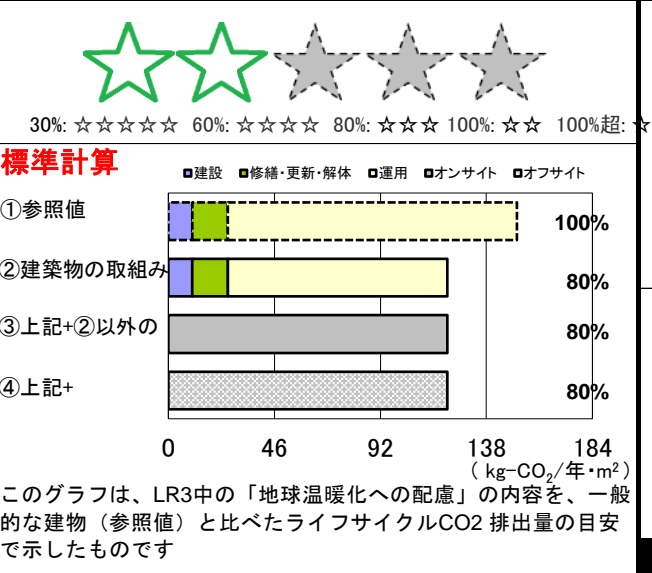 30%: ☆☆☆☆☆ 60%: ☆☆☆☆ 80%: ☆☆☆ 100%: ☆☆ 100%超: ☆
標準計算
■建設 ■修繕・更新・解体 ■運用 ■オンサイト ■オフサイト
①参照値 100%
②建築物の取組み 80%
③上記+②以外の 80%
④上記+ 80%
0 46 92 138 184
( kg-CO₂/年・m²)
このグラフは、LR3中の「地球温暖化への配慮」の内容を、一般
的な建物（参照値）と比べたライフサイクルCO2 排出量の目安
で示したものです